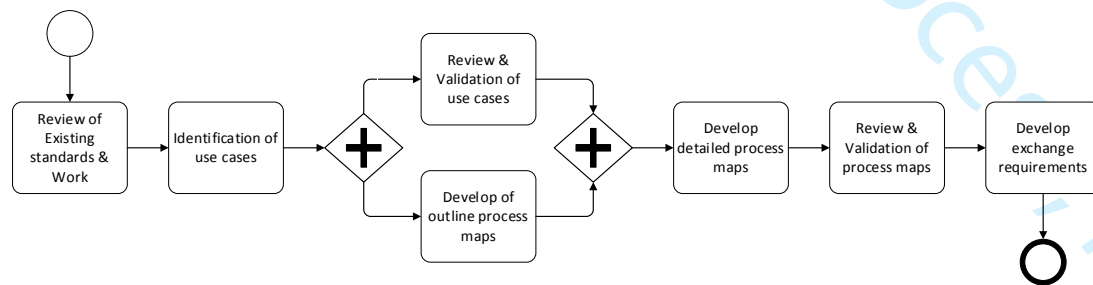 Review of
Existing
standards &
Work
Identification of
use cases
Review &
Validation of
use cases
Develop of
outline process
maps
Develop
detailed process
maps
Review &
Validation of
process maps
Develop
exchange
requirements